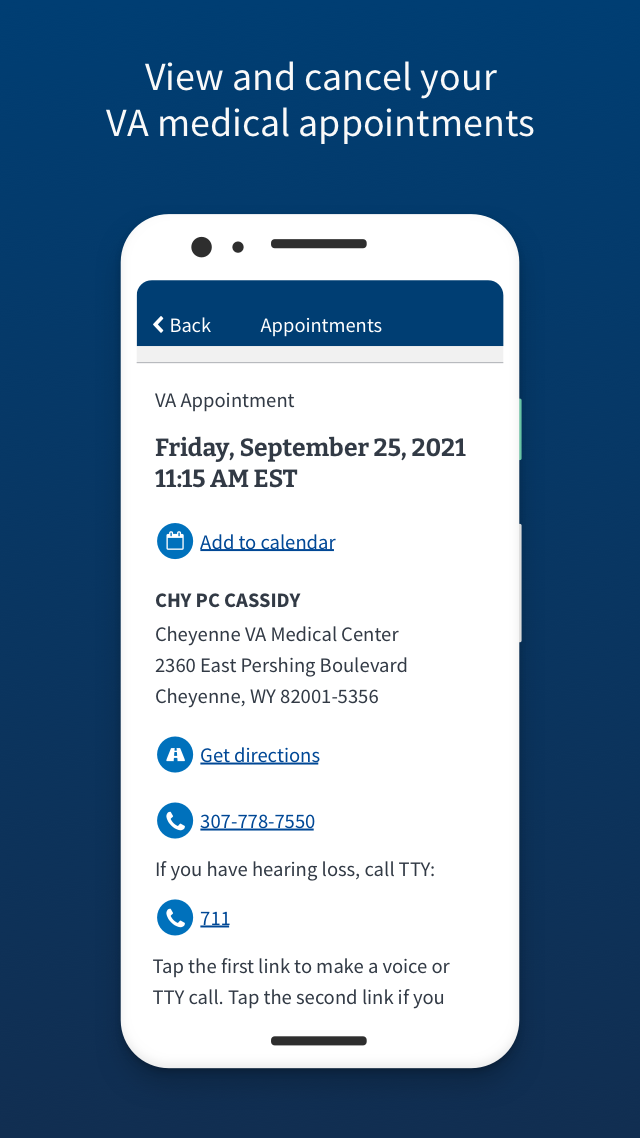 View and cancel your
VA medical appointments
Back
Appointments
VA Appointment
Friday, September 25, 2021
11:15 AM EST
Add to calendar
CHY PC CASSIDY
Cheyenne VA Medical Center
2360 East Pershing Boulevard
Cheyenne, WY 82001-5356
Get directions
307-778-7550
If you have hearing loss, call TTY:
711
Tap the first link to make a voice or
TTY call. Tap the second link if you